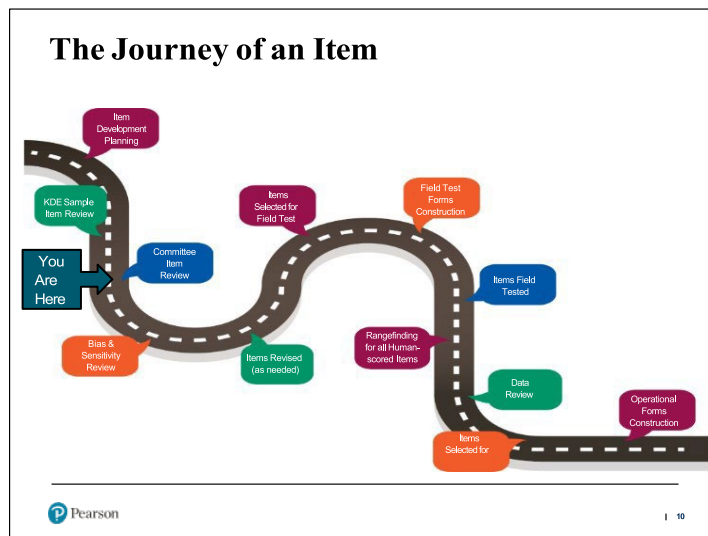 The Journey of an Item
Item
Development
Planning
KDE Sample
Item Review
You
Are
Here
Committee
Item
Review
Bias &
Sensitivity
Review
Items Revised
(as needed)
Items
Selected for
Field Test
Field Test
Forms
Construction
Items Field
Tested
Rangefinding
for all Human-
scored Items
Data
Review
Items
Selected for
Operational
Forms
Construction
Pearson
| 10